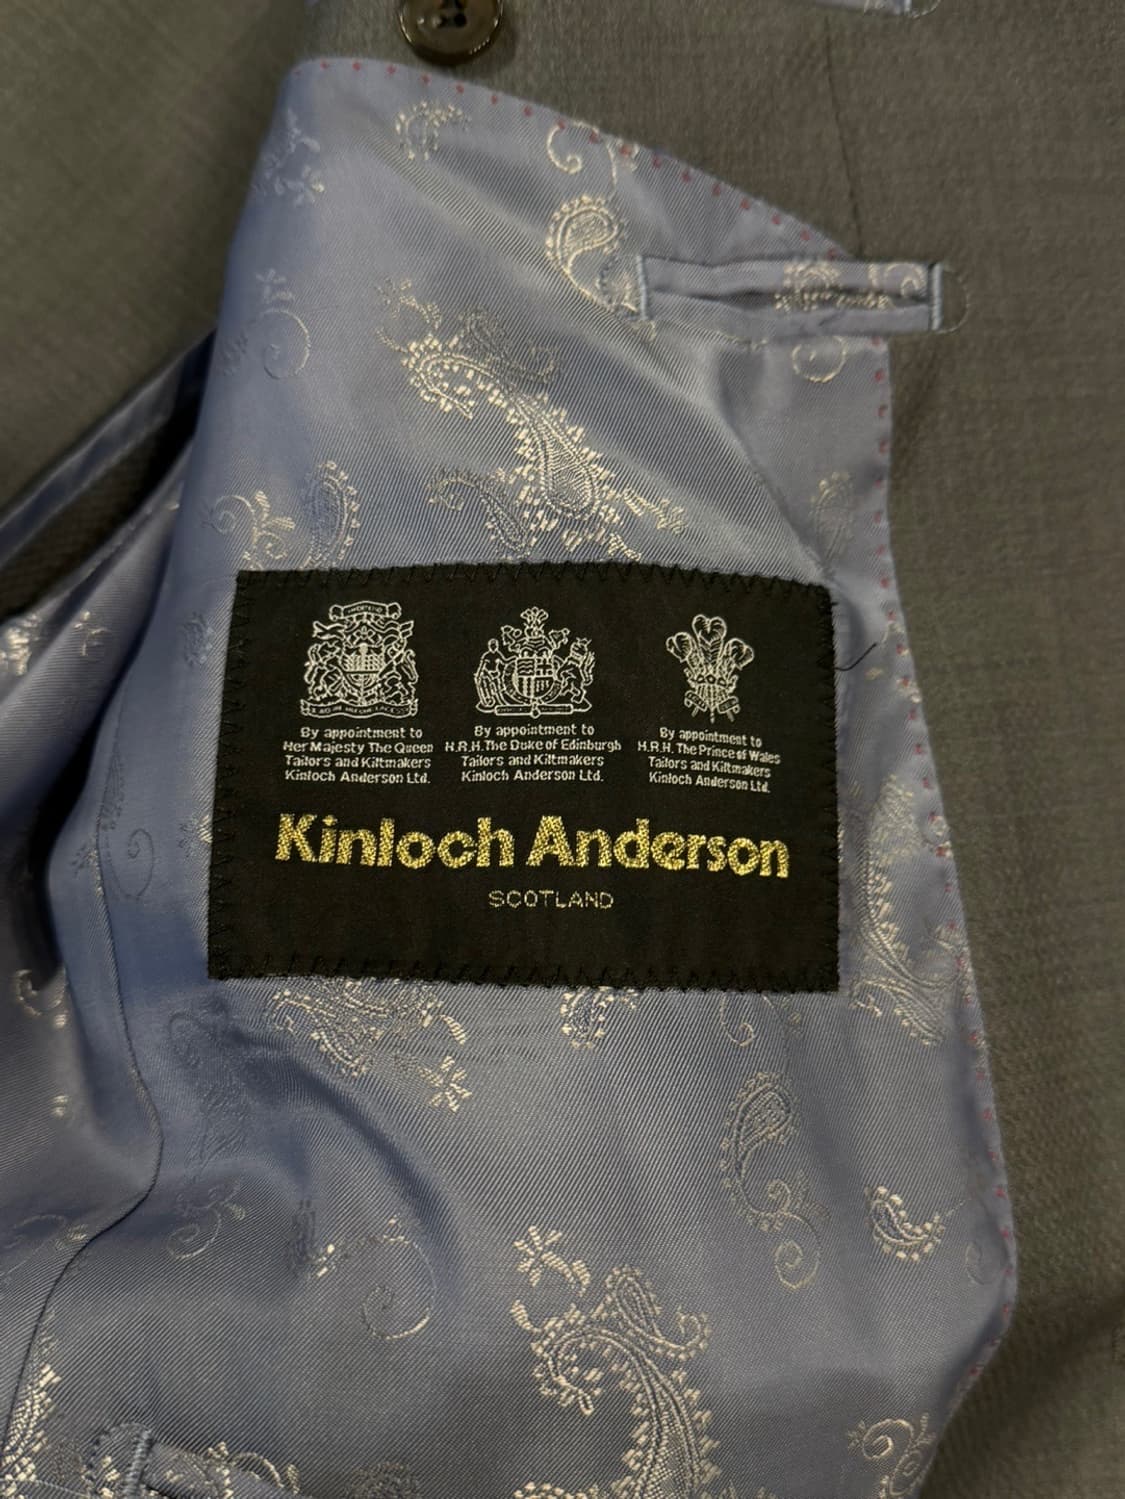 By appointment to
Her Majesty The Queen
Tailors and Kiltmakers
Kinloch Anderson Ltd.
By appointment to
H.R.H. The Duke of Edinburgh
Tailors and Kiltmakers
Kinloch Anderson Ltd.
By appointment to
H.R.H. The Prince of Wales
Tailors and Kiltmakers
Kinloch Anderson Ltd.
Kinloch Anderson
SCOTLAND